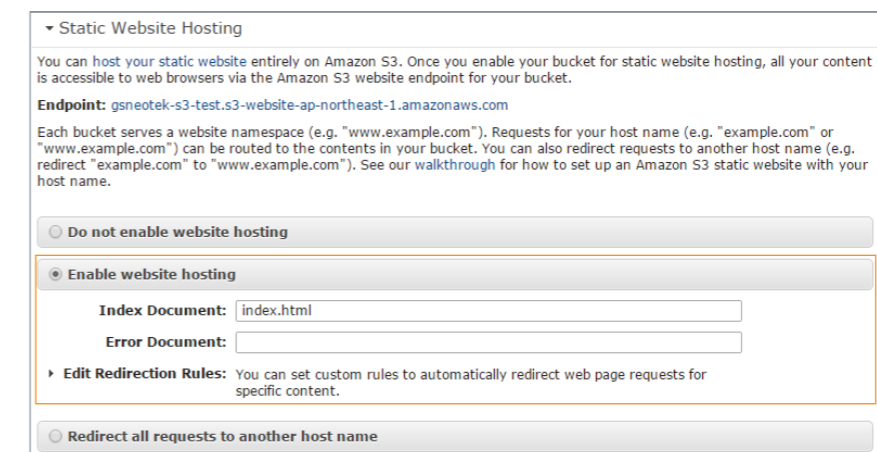 Static Website Hosting
You can host your static website entirely on Amazon S3. Once you enable your bucket for static website hosting, all your content
is accessible to web browsers via the Amazon S3 website endpoint for your bucket.
Endpoint: gsneotek-s3-test.s3-website-ap-northeast-1.amazonaws.com
Each bucket serves a website namespace (e.g. "www.example.com"). Requests for your host name (e.g. "example.com" or
"www.example.com") can be routed to the contents in your bucket. You can also redirect requests to another host name (e.g.
redirect "example.com" to "www.example.com"). See our walkthrough for how to set up an Amazon S3 static website with your
host name.
Do not enable website hosting
Enable website hosting
Index Document: index.html
Error Document:
Edit Redirection Rules: You can set custom rules to automatically redirect web page requests for
specific content.
Redirect all requests to another host name